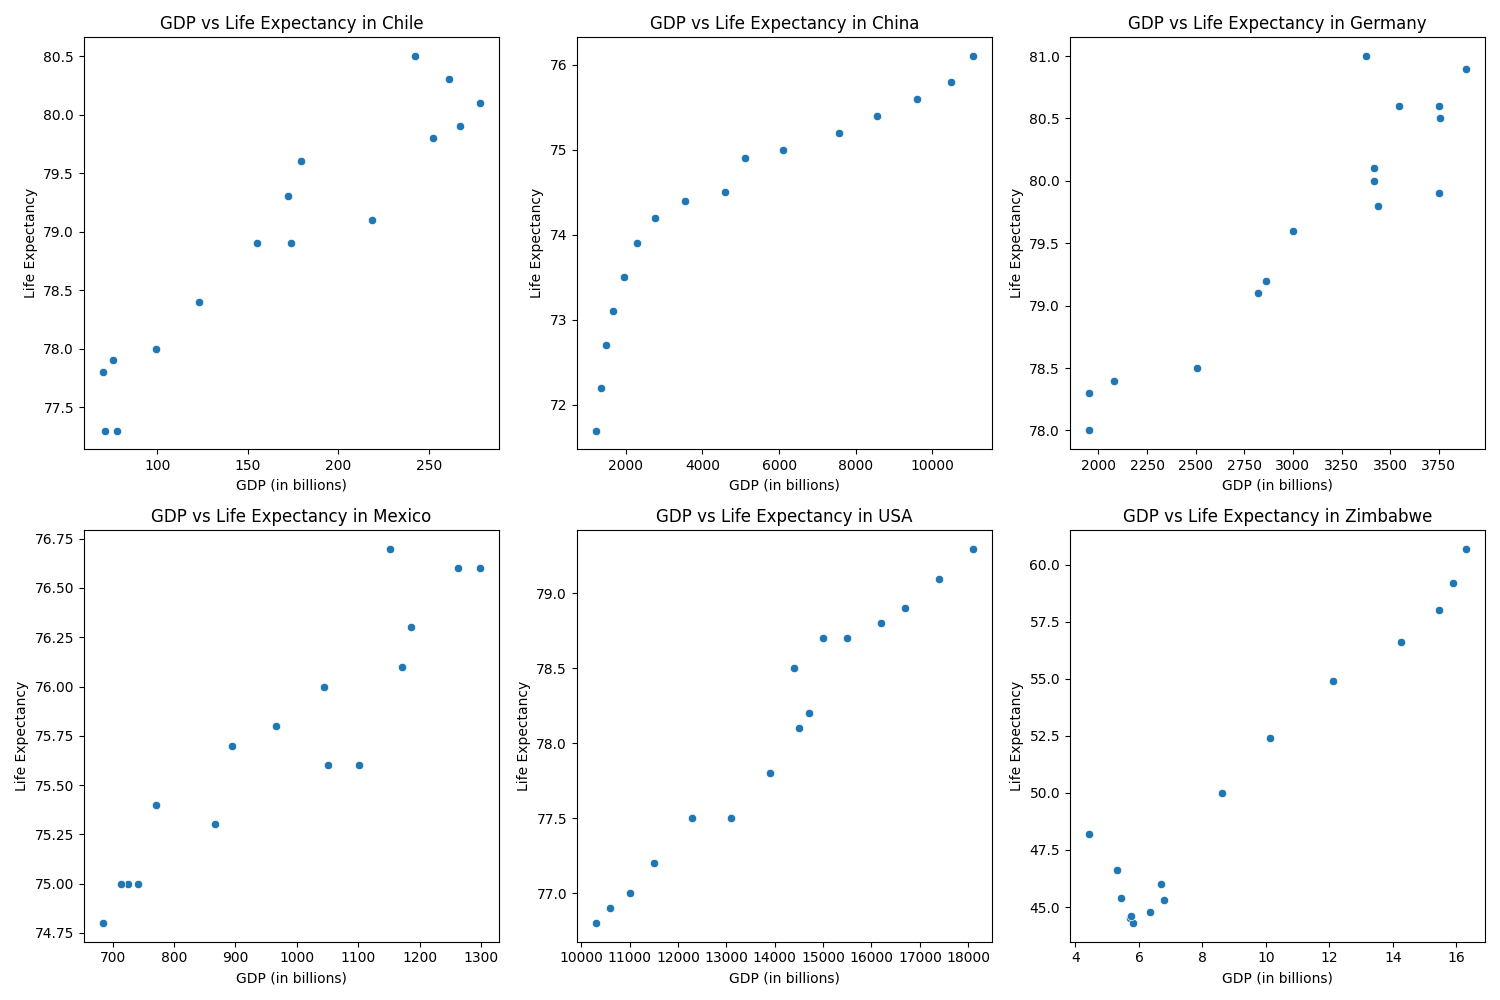 GDP vs Life Expectancy in Chile
Life Expectancy
80.5
80.0
79.5
79.0
78.5
78.0
77.5
100 150 200 250
GDP (in billions)
GDP vs Life Expectancy in China
Life Expectancy
76
75
74
73
72
2000 4000 6000 8000 10000
GDP (in billions)
GDP vs Life Expectancy in Germany
Life Expectancy
81.0
80.5
80.0
79.5
79.0
78.5
78.0
2000 2250 2500 2750 3000 3250 3500 3750
GDP (in billions)
GDP vs Life Expectancy in Mexico
Life Expectancy
76.75
76.50
76.25
76.00
75.75
75.50
75.25
75.00
74.75
700 800 900 1000 1100 1200 1300
GDP (in billions)
GDP vs Life Expectancy in USA
Life Expectancy
79.0
78.5
78.0
77.5
77.0
10000 11000 12000 13000 14000 15000 16000 17000 18000
GDP (in billions)
GDP vs Life Expectancy in Zimbabwe
Life Expectancy
60.0
57.5
55.0
52.5
50.0
47.5
45.0
4 6 8 10 12 14 16
GDP (in billions)